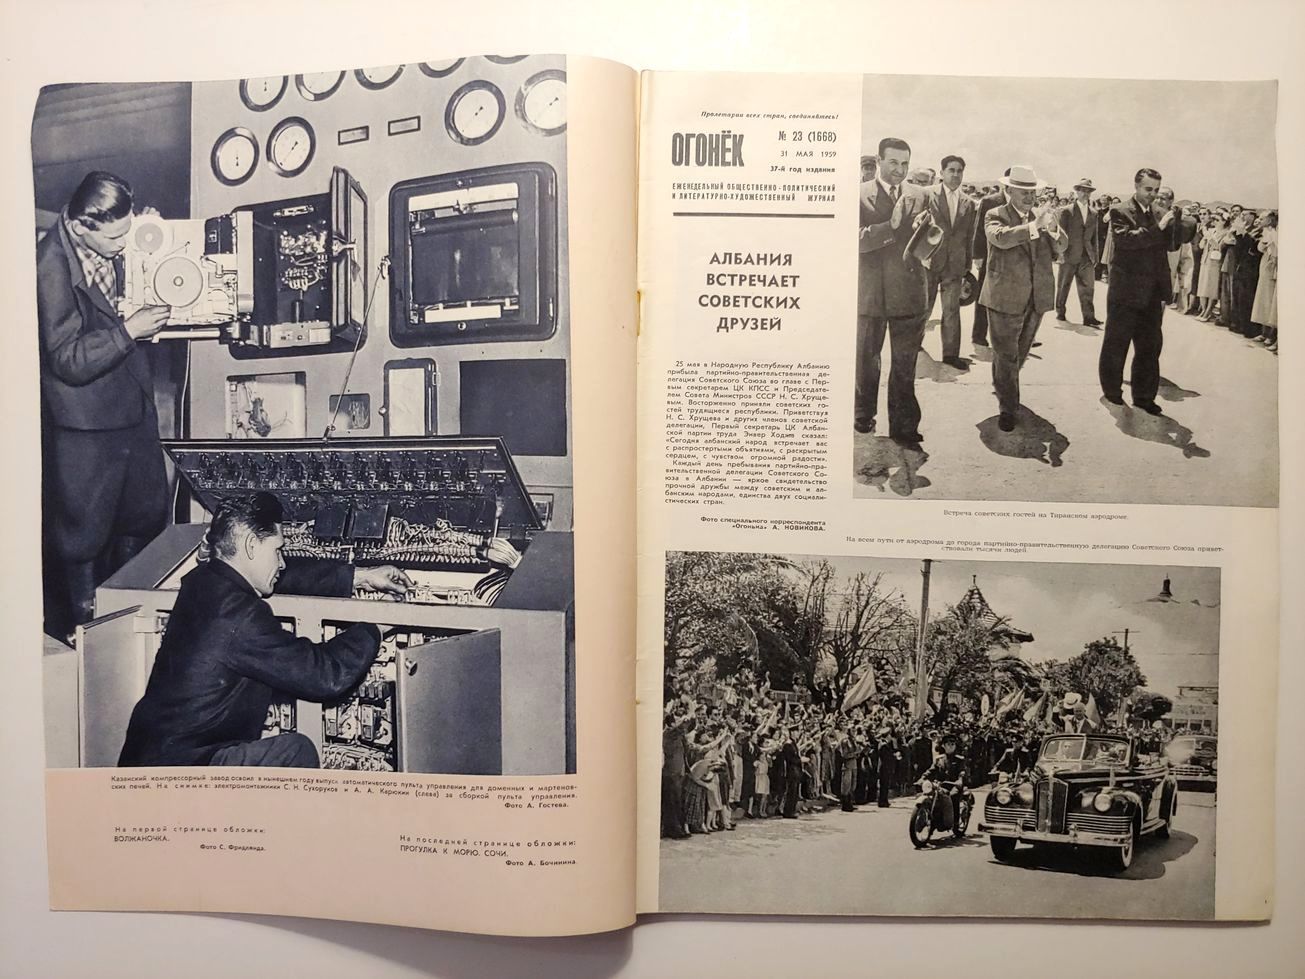 Казанский компрессорный завод освоил в нынешнем году выпуск автоматического пульта управления для доменных и мартенов-
ских печей. На снимке: электромонтажники С. Н. Сухоруков и А. А. Карюкин (слева) за сборкой пульта управления.
Фото А. Гостева.
На первой странице обложки:
ВОЛЖАНОЧКА.
Фото С. Фридлянда.
На последней странице обложки:
ПРОГУЛКА К МОРЮ. СОЧИ.
Фото А. Бочинина.
Пролетарии всех стран, соединяйтесь!
ОГОНЁК
№ 23 (1668)
31 МАЯ 1959
37-й год издания
ЕЖЕНЕДЕЛЬНЫЙ ОБЩЕСТВЕННО-ПОЛИТИЧЕСКИЙ
И ЛИТЕРАТУРНО-ХУДОЖЕСТВЕННЫЙ ЖУРНАЛ
АЛБАНИЯ
ВСТРЕЧАЕТ
СОВЕТСКИХ
ДРУЗЕЙ
25 мая в Народную Республику Албанию
прибыла партийно-правительственная де-
легация Советского Союза во главе с Пер-
вым секретарем ЦК КПСС и Председате-
лем Совета Министров СССР Н. С. Хруще-
вым. Восторженно приняли советских го-
стей трудящиеся республики. Приветствуя
Н. С. Хрущева и других членов советской
делегации, Первый секретарь ЦК Албан-
ской партии труда Энвер Ходжа сказал:
«Сегодня албанский народ встречает вас
с распростертыми объятиями, с раскрытым
сердцем, с чувством огромной радости».
Каждый день пребывания партийно-пра-
вительственной делегации Советского Со-
юза в Албании — яркое свидетельство
прочной дружбы между советским и ал-
банским народами, единства двух социали-
стических стран.
Фото специального корреспондента
«Огонька» А. НОВИКОВА.
Встреча советских гостей на Тиранском аэродроме.
На всем пути от аэродрома до города партийно-правительственную делегацию Советского Союза привет-
ствовали тысячи людей.